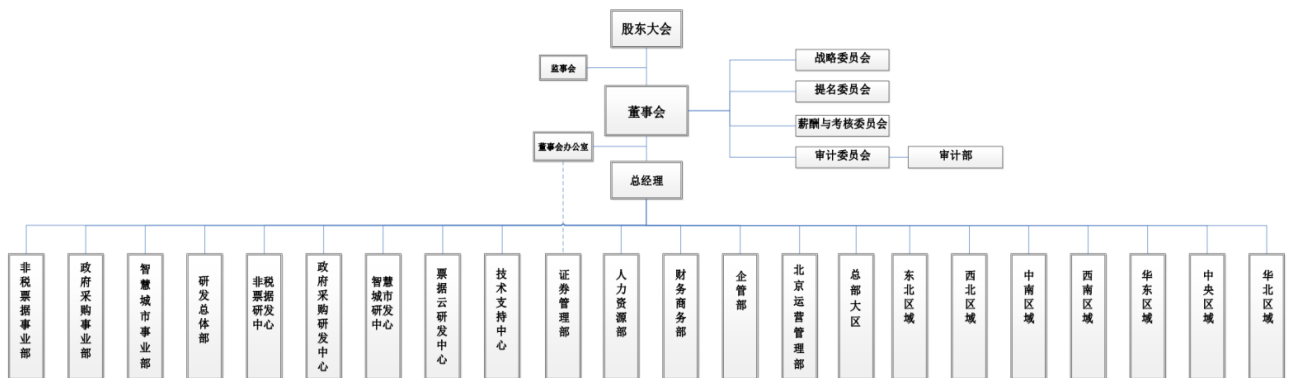 股东大会
监事会
战略委员会
提名委员会
董事会
薪酬与考核委员会
董事会办公室
审计委员会
审计部
总经理
非税票据事业部
政府采购事业部
智慧城市事业部
研发总体部
非税票据研发中心
政府采购研发中心
智慧城市研发中心
票据云研发中心
技术支持中心
证券管理部
人力资源部
财务商务部
企管部
北京运营管理部
总部大区
东北区域
西北区域
中南区域
西南区域
华东区域
中央区域
华北区域